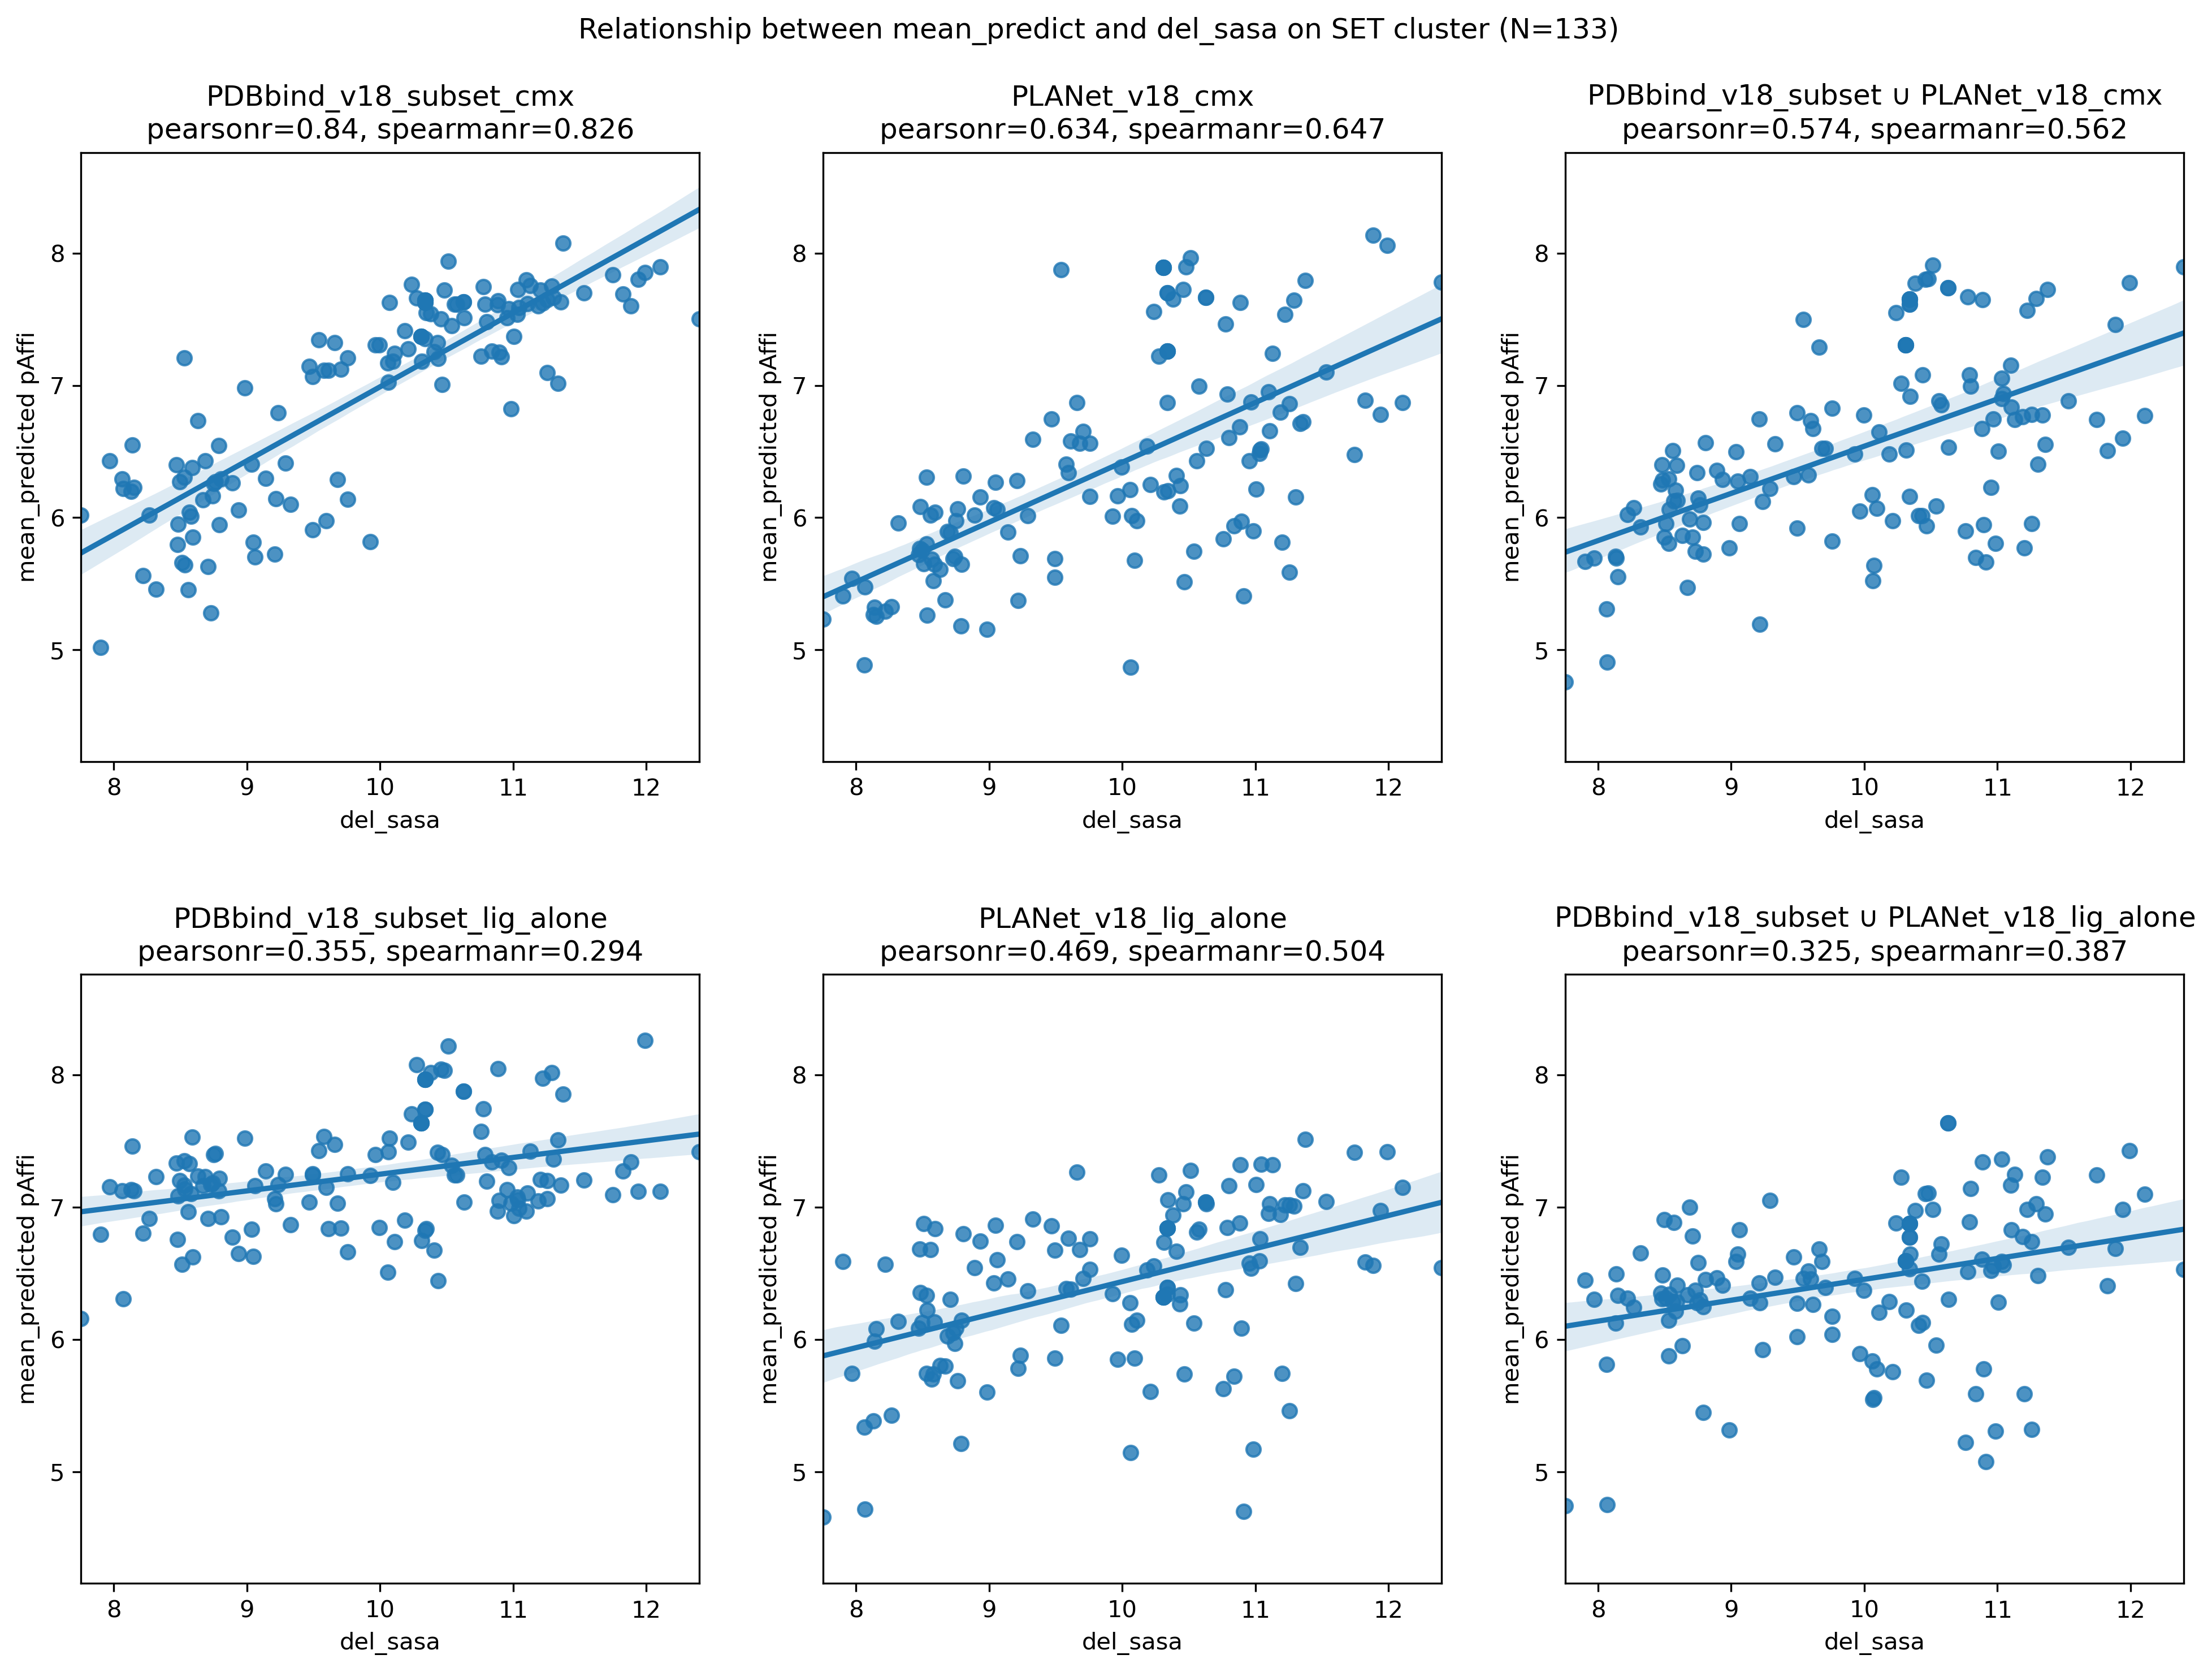 Relationship between mean_predict and del_sasa on SET cluster (N=133)
PDBbind_v18_subset_cmx
pearsonr=0.84, spearmanr=0.826
mean_predicted pAffi
8
7
6
5
8 9 10 11 12
del_sasa
PLANet_v18_cmx
pearsonr=0.634, spearmanr=0.647
mean_predicted pAffi
8
7
6
5
8 9 10 11 12
del_sasa
PDBbind_v18_subset ∪ PLANet_v18_cmx
pearsonr=0.574, spearmanr=0.562
mean_predicted pAffi
8
7
6
5
8 9 10 11 12
del_sasa
PDBbind_v18_subset_lig_alone
pearsonr=0.355, spearmanr=0.294
mean_predicted pAffi
8
7
6
5
8 9 10 11 12
del_sasa
PLANet_v18_lig_alone
pearsonr=0.469, spearmanr=0.504
mean_predicted pAffi
8
7
6
5
8 9 10 11 12
del_sasa
PDBbind_v18_subset ∪ PLANet_v18_lig_alone
pearsonr=0.325, spearmanr=0.387
mean_predicted pAffi
8
7
6
5
8 9 10 11 12
del_sasa